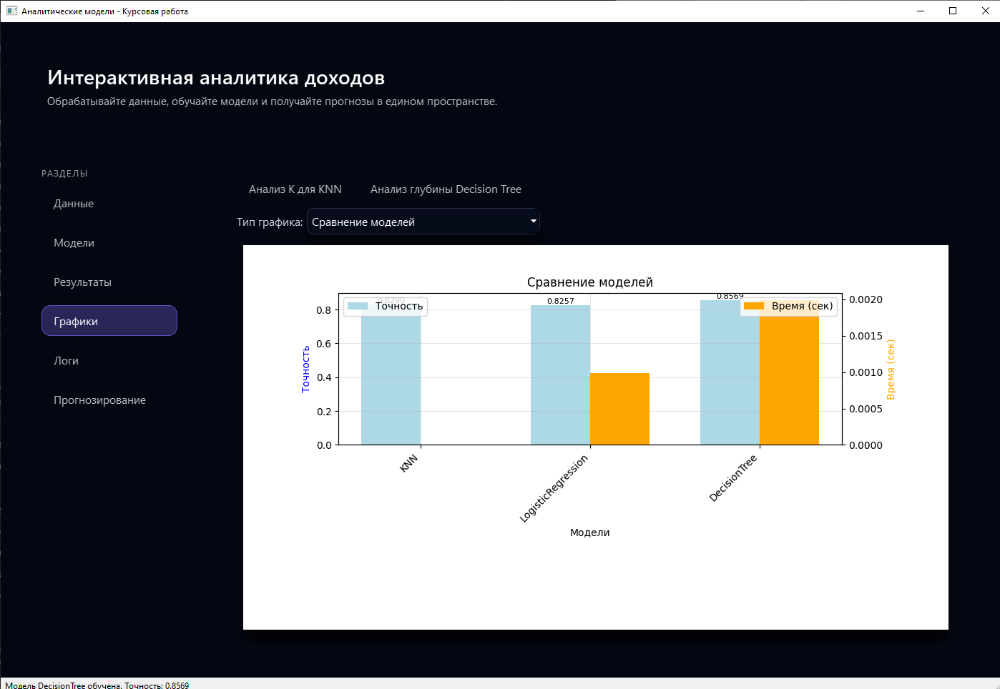 Аналитические модели - Курсовая работа
Интерактивная аналитика доходов
Обрабатывайте данные, обучайте модели и получайте прогнозы в едином пространстве.
РАЗДЕЛЫ
Данные
Модели
Результаты
Графики
Логи
Прогнозирование
Анализ K для KNN
Анализ глубины Decision Tree
Тип графика: Сравнение моделей
Сравнение моделей
0.8290
0.8257
0.8569
Точность
Время (сек)
Точность
0.8
0.6
0.4
0.2
0.0
0.0020
0.0015
0.0010
0.0005
0.0000
Время (сек)
KNN
LogisticRegression
DecisionTree
Модели
Модель DecisionTree обучена. Точность: 0.8569